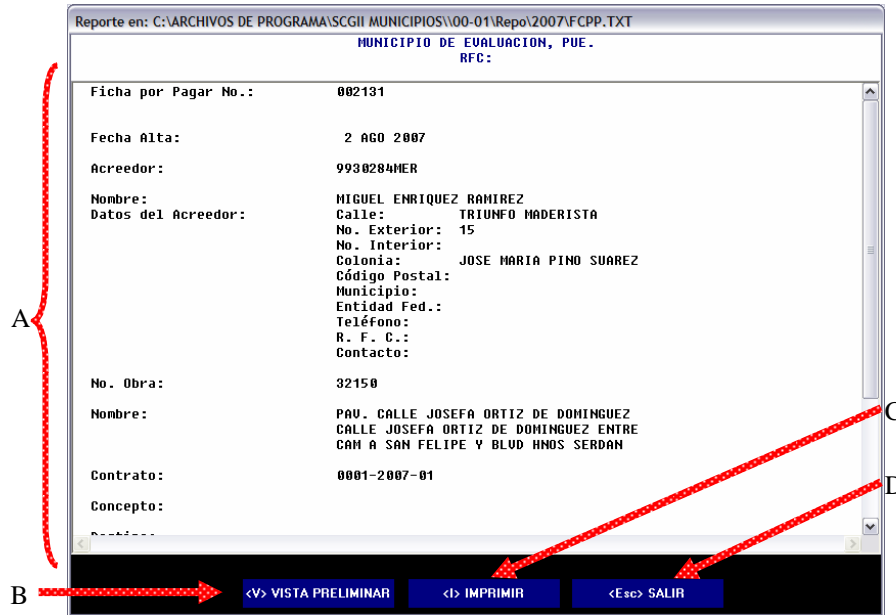 Reporte en: C:\ARCHIVOS DE PROGRAMA\SCGII MUNICIPIOS\\00-01\Repo\2007\FCPP.TXT
MUNICIPIO DE EVALUACION, PUE.
RFC:
Ficha por Pagar No.: 002131
Fecha Alta: 2 AGO 2007
Acreedor: 9930284MER
Nombre: MIGUEL ENRIQUEZ RAMIREZ
Datos del Acreedor: Calle: TRIUNFO MADERISTA
No. Exterior: 15
No. Interior:
Colonia: JOSE MARIA PINO SUAREZ
Código Postal:
Municipio:
Entidad Fed.:
A Teléfono:
R. F. C.:
Contacto:
No. Obra: 32150
Nombre: PAV. CALLE JOSEFA ORTIZ DE DOMINGUEZ
C
CALLE JOSEFA ORTIZ DE DOMINGUEZ ENTRE
CAM A SAN FELIPE Y BLVD HNOS SERDAN
Contrato: 0001-2007-01
D
Concepto:
B <V> VISTA PRELIMINAR <I> IMPRIMIR <Esc> SALIR